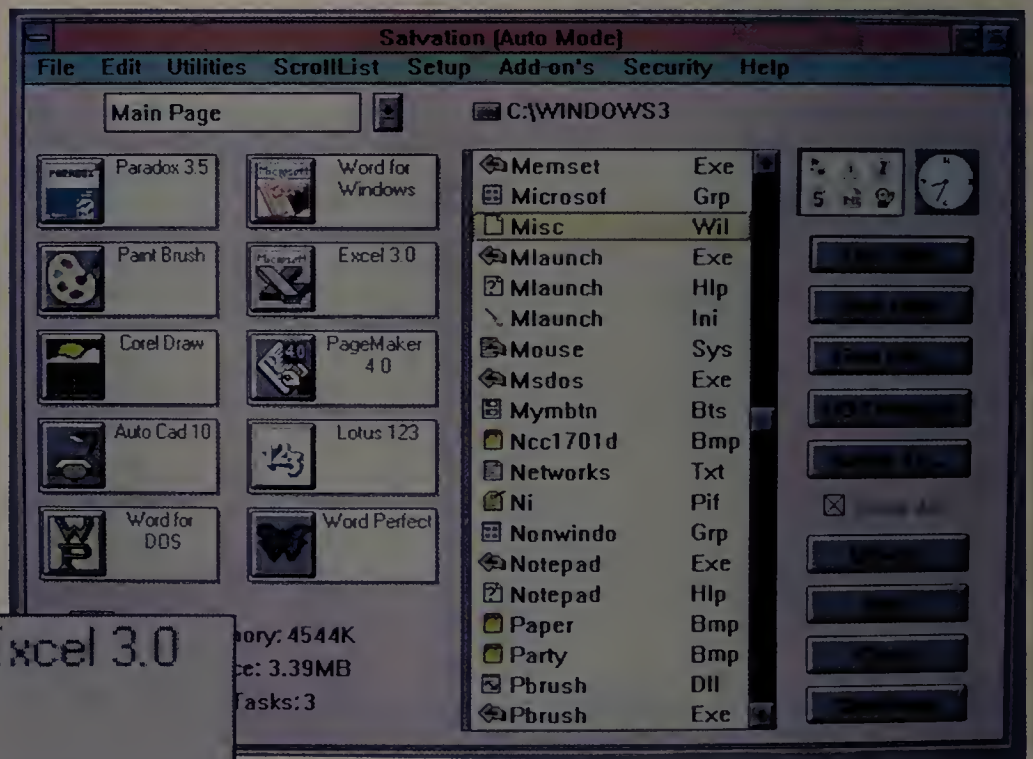 Salvation (Auto Mode)
File Edit Utilities ScrollList Setup Add-on's Security Help
Main Page
C:\WINDOWS3
Paradox 3.5
Word for
Windows
Paint Brush
Excel 3.0
Corel Draw
PageMaker
4.0
Auto Cad 10
Lotus 123
Word for
DOS
Word Perfect
Memset Exe
Microsof Grp
Misc Wil
Mlaunch Exe
Mlaunch Hlp
Mlaunch Ini
Mouse Sys
Msdos Exe
Mymbtn Bts
Ncc1701d Bmp
Networks Txt
Ni Pif
Nonwindo Grp
Notepad Exe
Notepad Hlp
Paper Bmp
Party Bmp
Pbrush Dll
Pbrush Exe
ory: 4544K
ce: 3.39MB
Tasks: 3
Excel 3.0